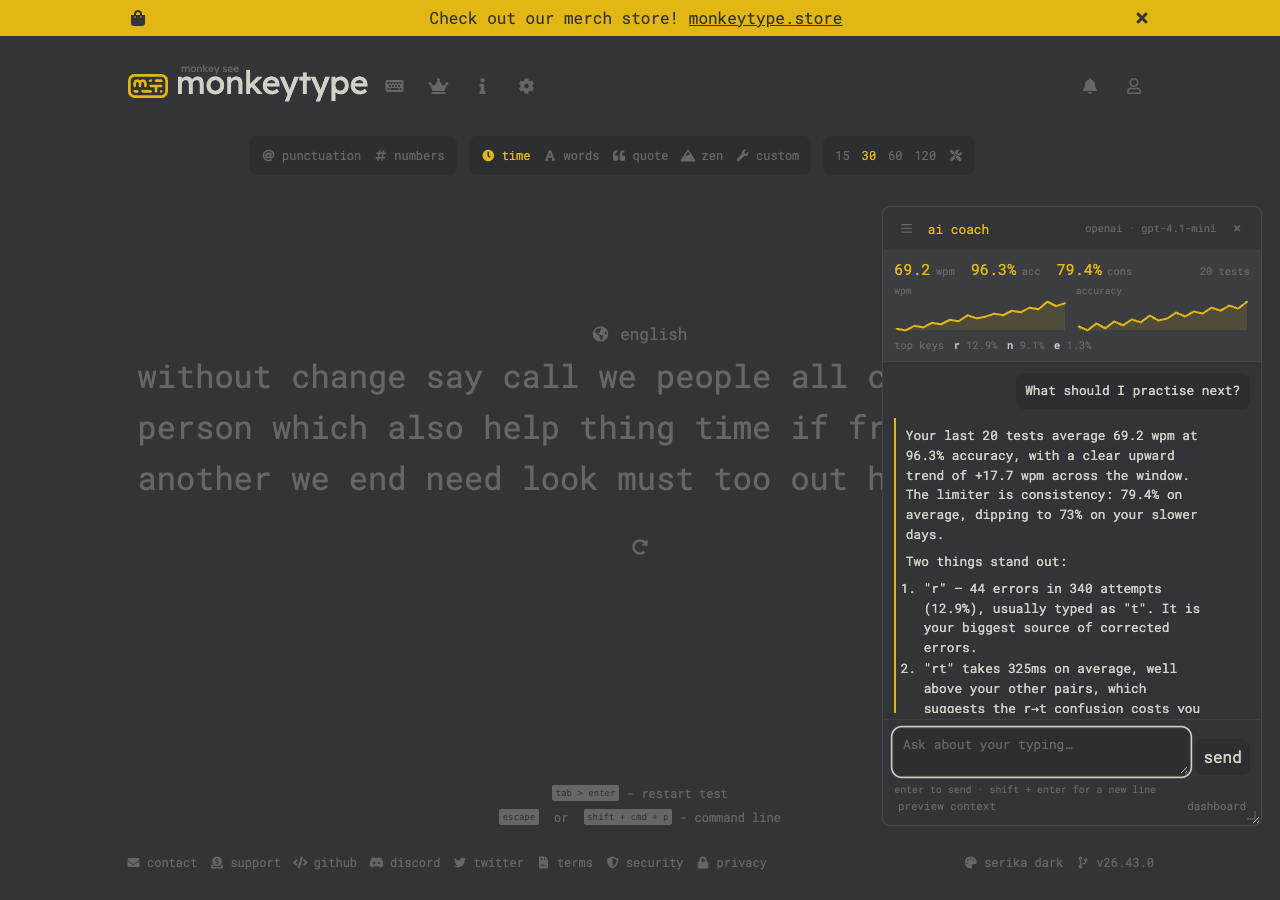 Check out our merch store! monkeytype.store
monkey see
monkeytype
punctuation numbers time words quote zen custom 15 30 60 120
english
without change say call we people all c
person which also help thing time if fr
another we end need look must too out h
ai coach openai · gpt-4.1-mini ×
69.2 wpm 96.3% acc 79.4% cons 20 tests
wpm accuracy
top keys r 12.9% n 9.1% e 1.3%
What should I practise next?
Your last 20 tests average 69.2 wpm at
96.3% accuracy, with a clear upward
trend of +17.7 wpm across the window.
The limiter is consistency: 79.4% on
average, dipping to 73% on your slower
days.
Two things stand out:
1. "r" — 44 errors in 340 attempts
(12.9%), usually typed as "t". It is
your biggest source of corrected
errors.
2. "rt" takes 325ms on average, well
above your other pairs, which
suggests the r→t confusion costs you
Ask about your typing…
send
enter to send · shift + enter for a new line
preview context dashboard
tab > enter - restart test
escape or shift + cmd + p - command line
contact support github discord twitter terms security privacy serika dark v26.43.0